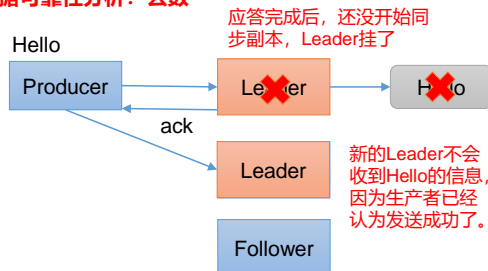 据可靠性分析：丢数
应答完成后，还没开始同
步副本，Leader挂了
Hello
Producer
Leader
Hello
ack
Leader
新的Leader不会
收到Hello的信息，
因为生产者已经
认为发送成功了。
Follower